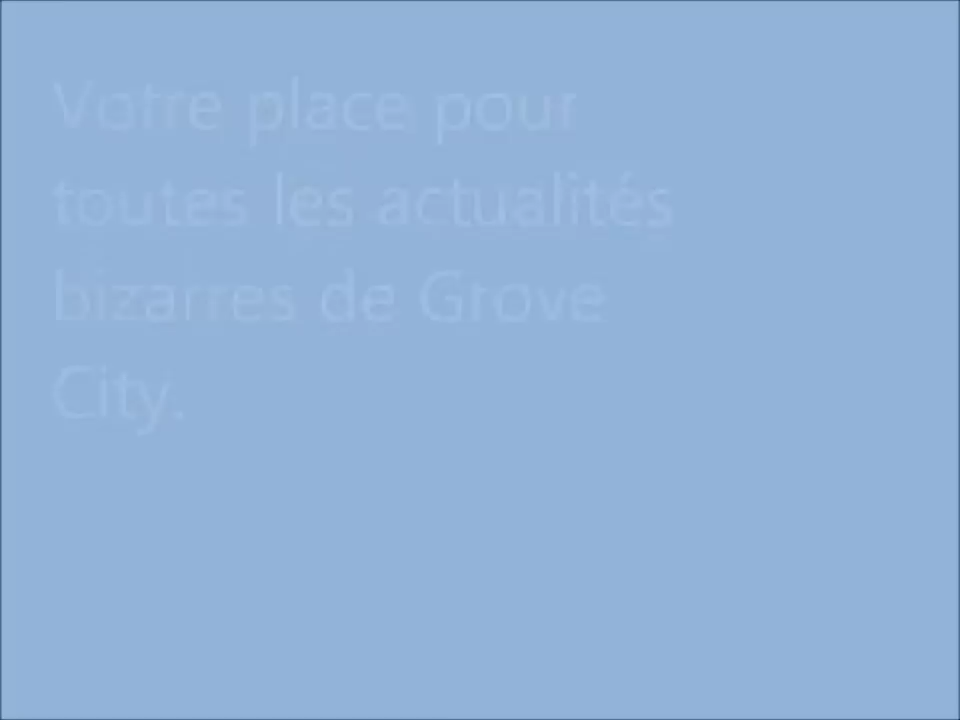 Votre place pour
toutes les actualités
bizarres de Grove
City.